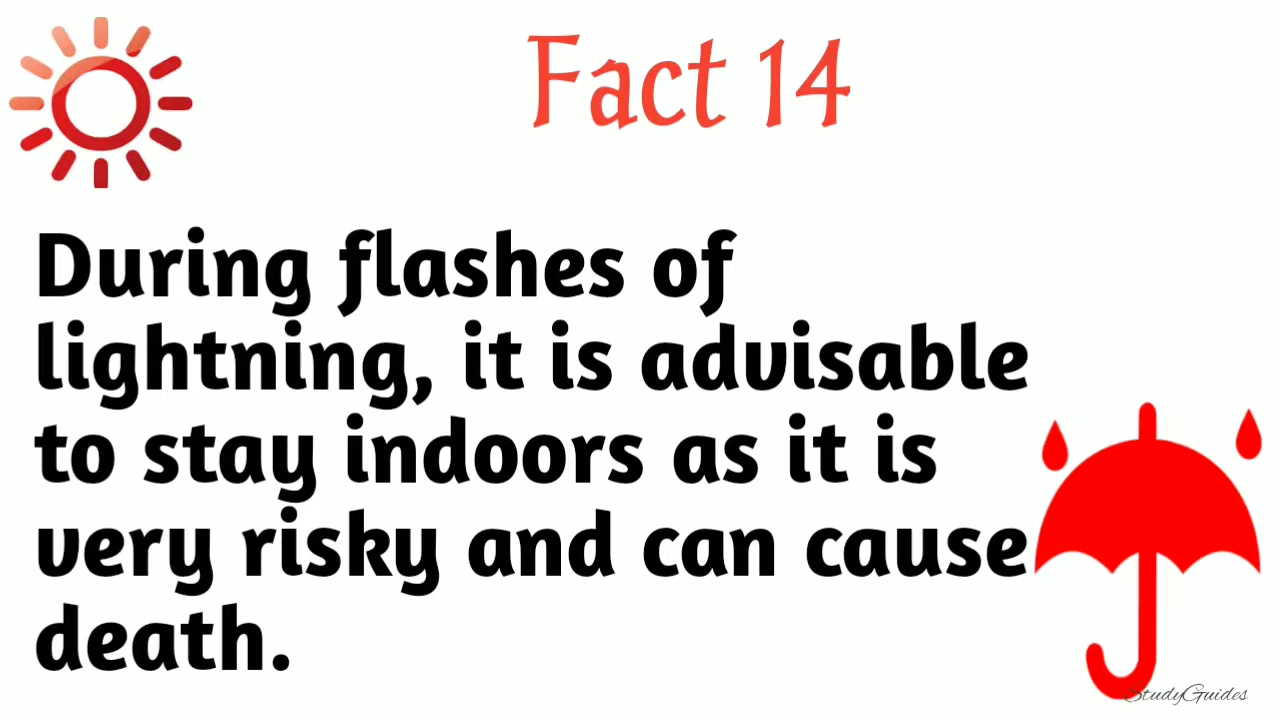 Fact 14
During flashes of
lightning, it is advisable
to stay indoors as it is
very risky and can cause
death.
StudyGuides